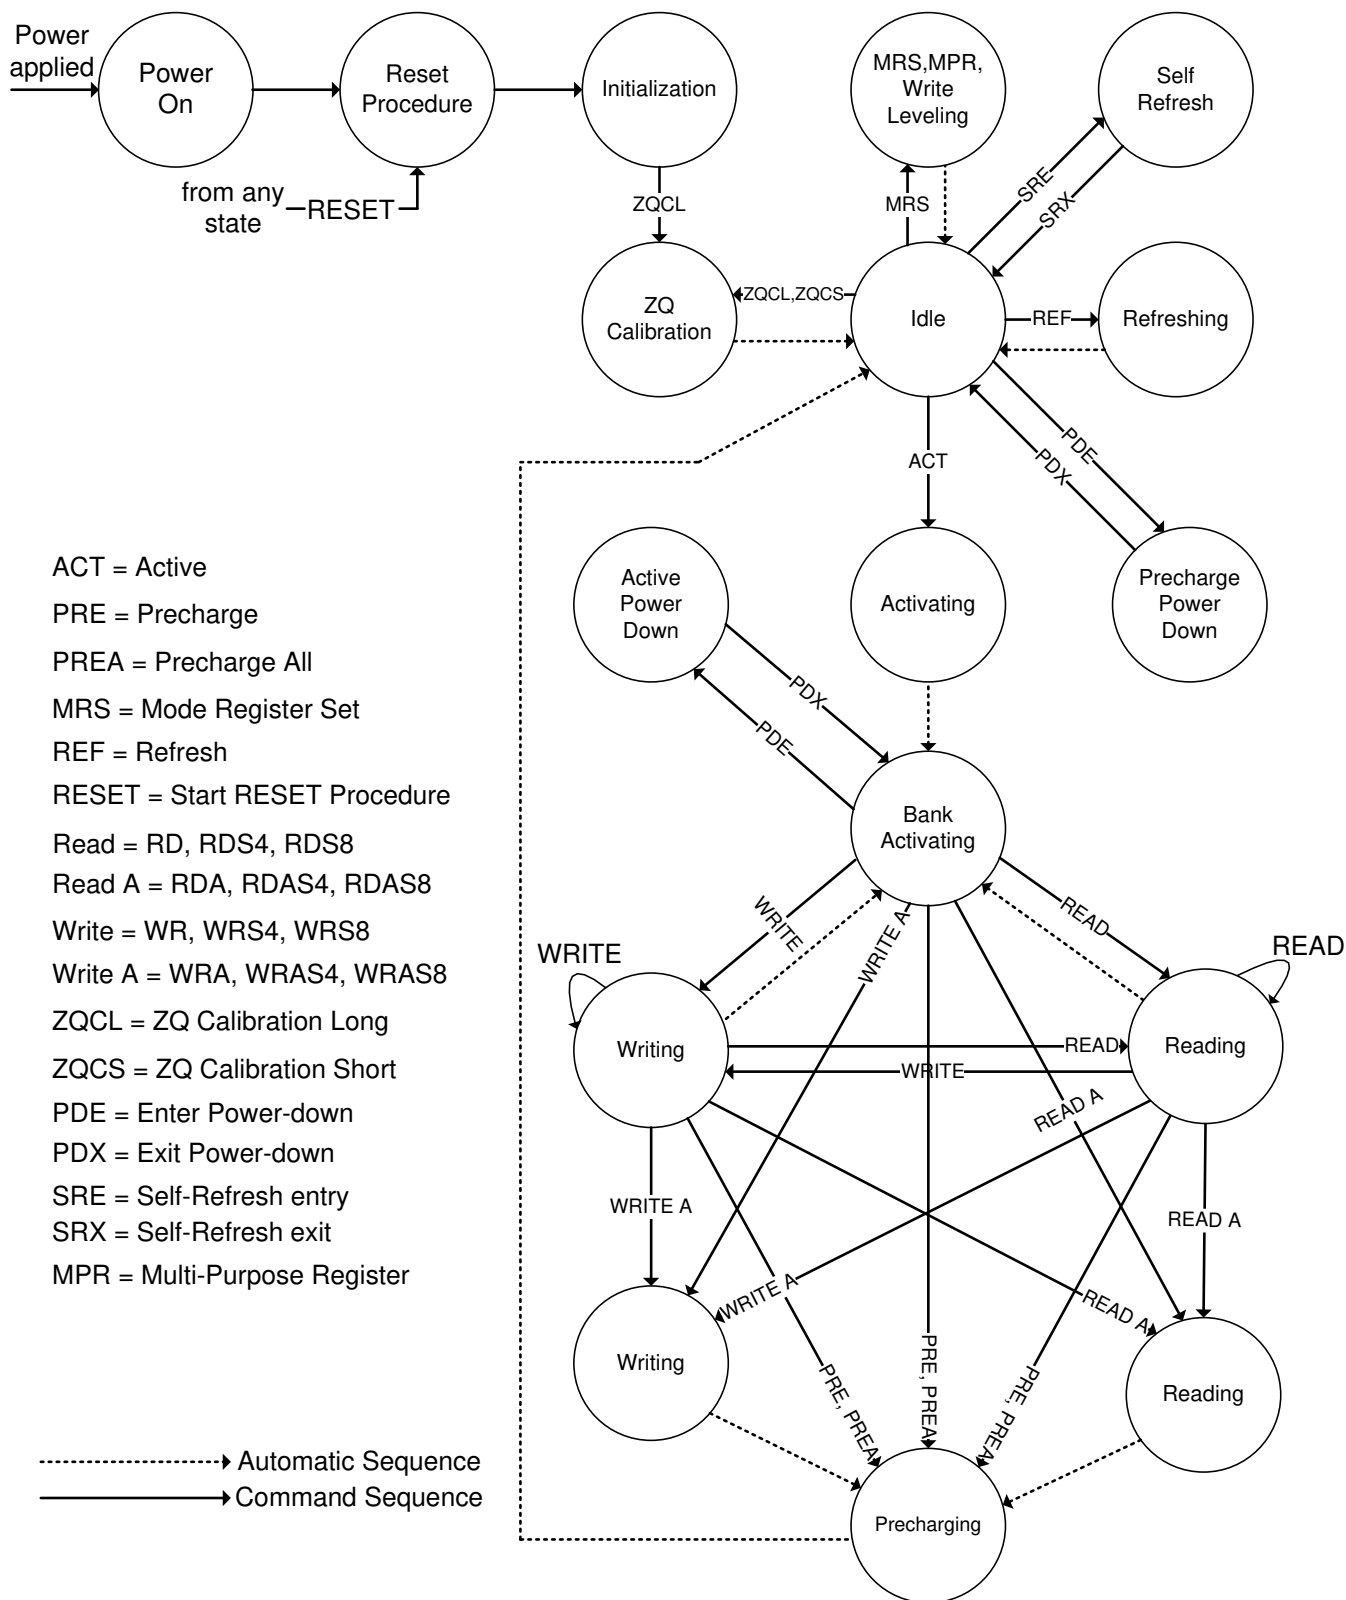 Power
applied
Power
On
Reset
Procedure
Initialization
MRS,MPR,
Write
Leveling
Self
Refresh
from any
state
RESET
ZQCL
MRS
SRE
SRX
ZQ
Calibration
ZQCL,ZQCS
Idle
REF
Refreshing
ACT
PDE
PDX
Active
Power
Down
Activating
Precharge
Power
Down
PDX
PDE
Bank
Activating
WRITE
WRITE A
READ
WRITE
READ
Writing
READ
Reading
WRITE
READ A
WRITE A
READ A
WRITE A
READ A
Writing
PRE, PREA
PRE, PREA
PRE, PREA
Reading
Precharging
ACT = Active
PRE = Precharge
PREA = Precharge All
MRS = Mode Register Set
REF = Refresh
RESET = Start RESET Procedure
Read = RD, RDS4, RDS8
Read A = RDA, RDAS4, RDAS8
Write = WR, WRS4, WRS8
Write A = WRA, WRAS4, WRAS8
ZQCL = ZQ Calibration Long
ZQCS = ZQ Calibration Short
PDE = Enter Power-down
PDX = Exit Power-down
SRE = Self-Refresh entry
SRX = Self-Refresh exit
MPR = Multi-Purpose Register
Automatic Sequence
Command Sequence